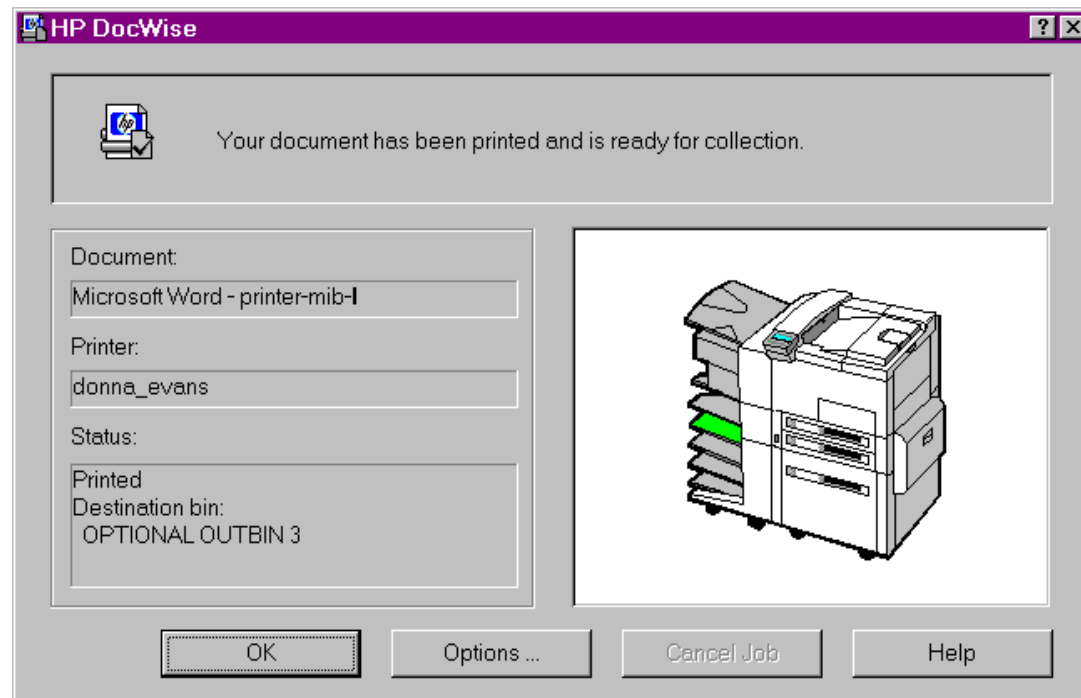 HP DocWise
Your document has been printed and is ready for collection.
Document:
Microsoft Word - printer-mib-l
Printer:
donna_evans
Status:
Printed
Destination bin:
OPTIONAL OUTBIN 3
OK
Options ...
Cancel Job
Help